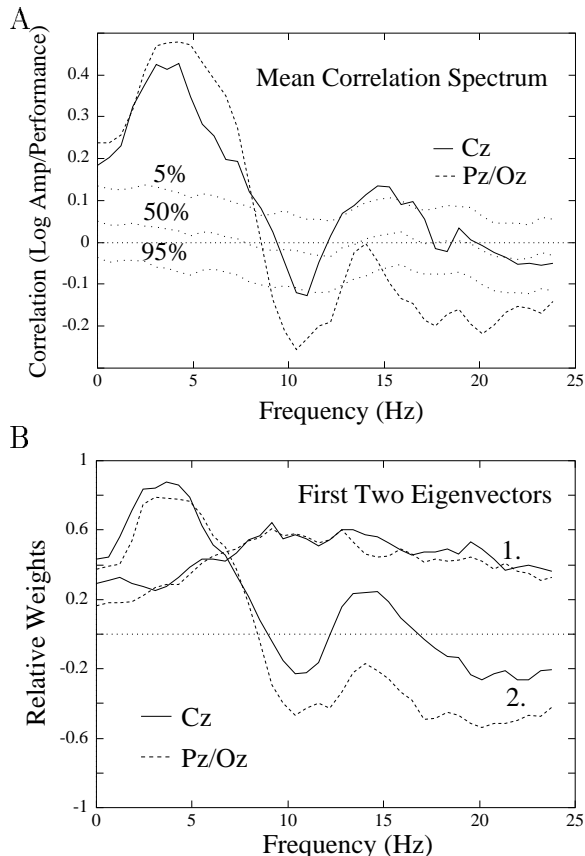 A
Mean Correlation Spectrum
Cz
Pz/Oz
5%
50%
95%
0.4
0.2
0.1
0
-0.1
-0.2
Correlation (Log Amp/Performance)
0 5 10 15 20 25
Frequency (Hz)
B
First Two Eigenvectors
1.
2.
Cz
Pz/Oz
1
0.6
0.2
-0.2
-0.6
-1
Relative Weights
0 5 10 15 20 25
Frequency (Hz)